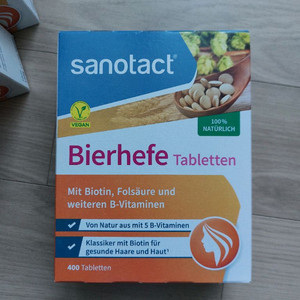 sanotact®
VEGAN
100%
NATÜRLICH
Bierhefe Tabletten
Mit Biotin, Folsäure und
weiteren B-Vitaminen
Von Natur aus mit 5 B-Vitaminen
Klassiker mit Biotin für
gesunde Haare und Haut¹
400 Tabletten